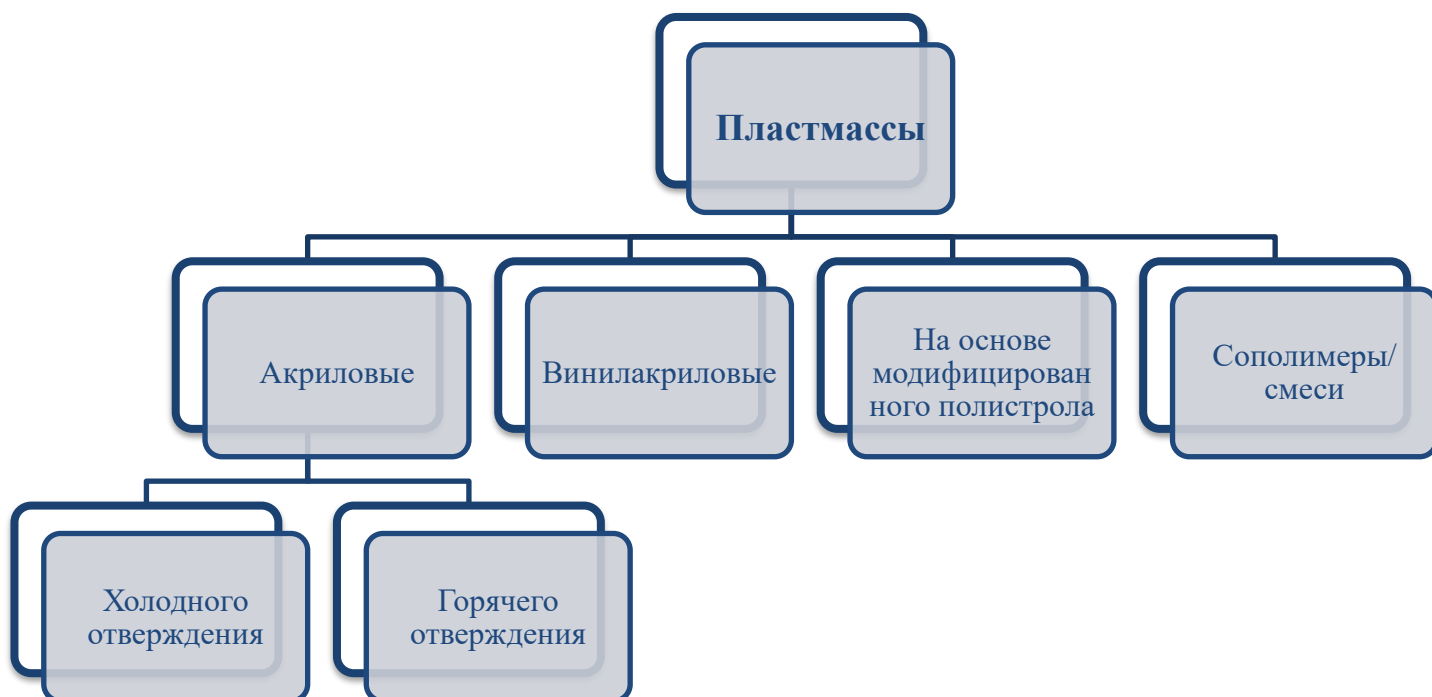 Пластмассы
Акриловые
Винилакриловые
На основе
модифицирован
ного полистрола
Сополимеры/
смеси
Холодного
отверждения
Горячего
отверждения